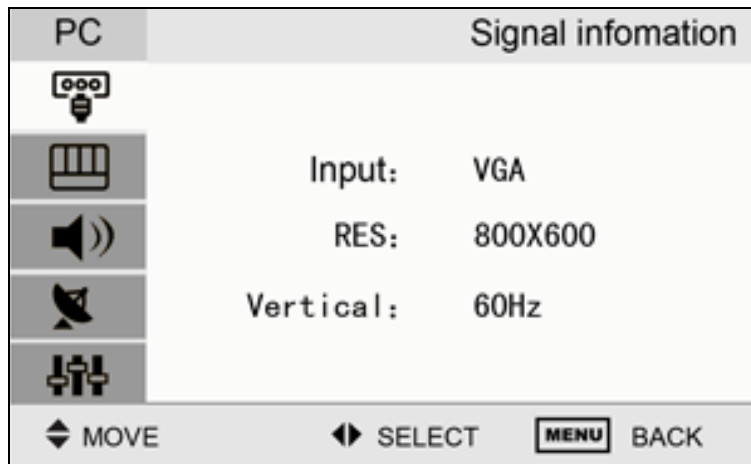 PC Signal infomation
Input: VGA
RES: 800X600
Vertical: 60Hz
MOVE SELECT MENU BACK